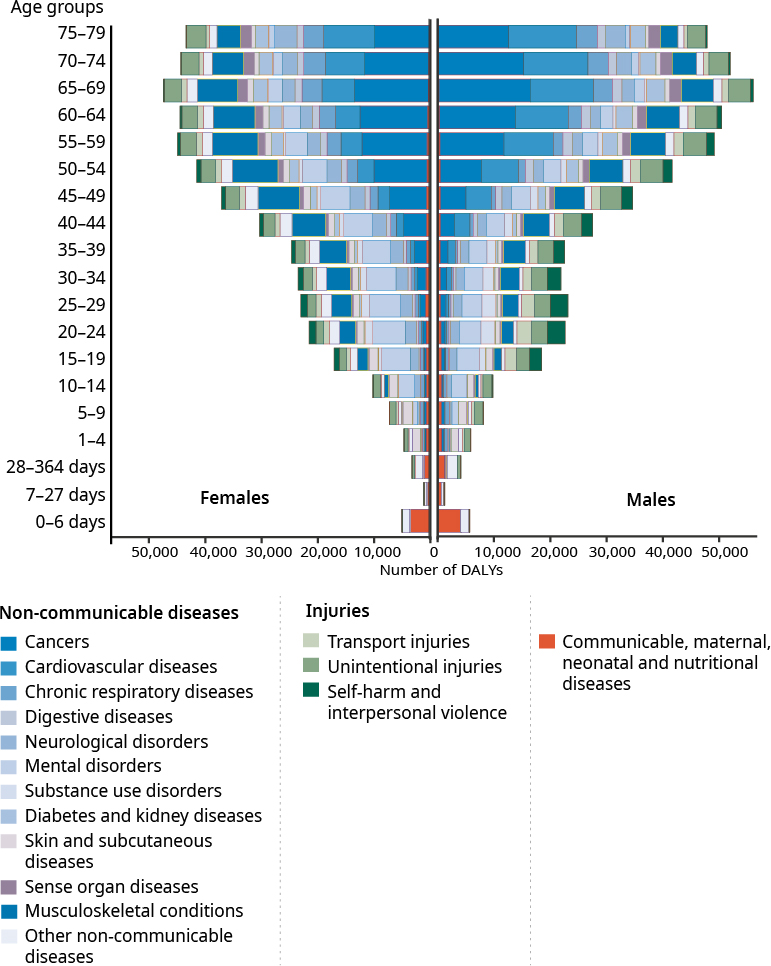 Age groups
75–79
70–74
65–69
60–64
55–59
50–54
45–49
40–44
35–39
30–34
25–29
20–24
15–19
10–14
5–9
1–4
28–364 days
7–27 days
0–6 days
Females
Males
50,000 40,000 30,000 20,000 10,000 0 10,000 20,000 30,000 40,000 50,000
Number of DALYs
Non-communicable diseases
Cancers
Cardiovascular diseases
Chronic respiratory diseases
Digestive diseases
Neurological disorders
Mental disorders
Substance use disorders
Diabetes and kidney diseases
Skin and subcutaneous
diseases
Sense organ diseases
Musculoskeletal conditions
Other non-communicable
diseases
Injuries
Transport injuries
Unintentional injuries
Self-harm and
interpersonal violence
Communicable, maternal,
neonatal and nutritional
diseases